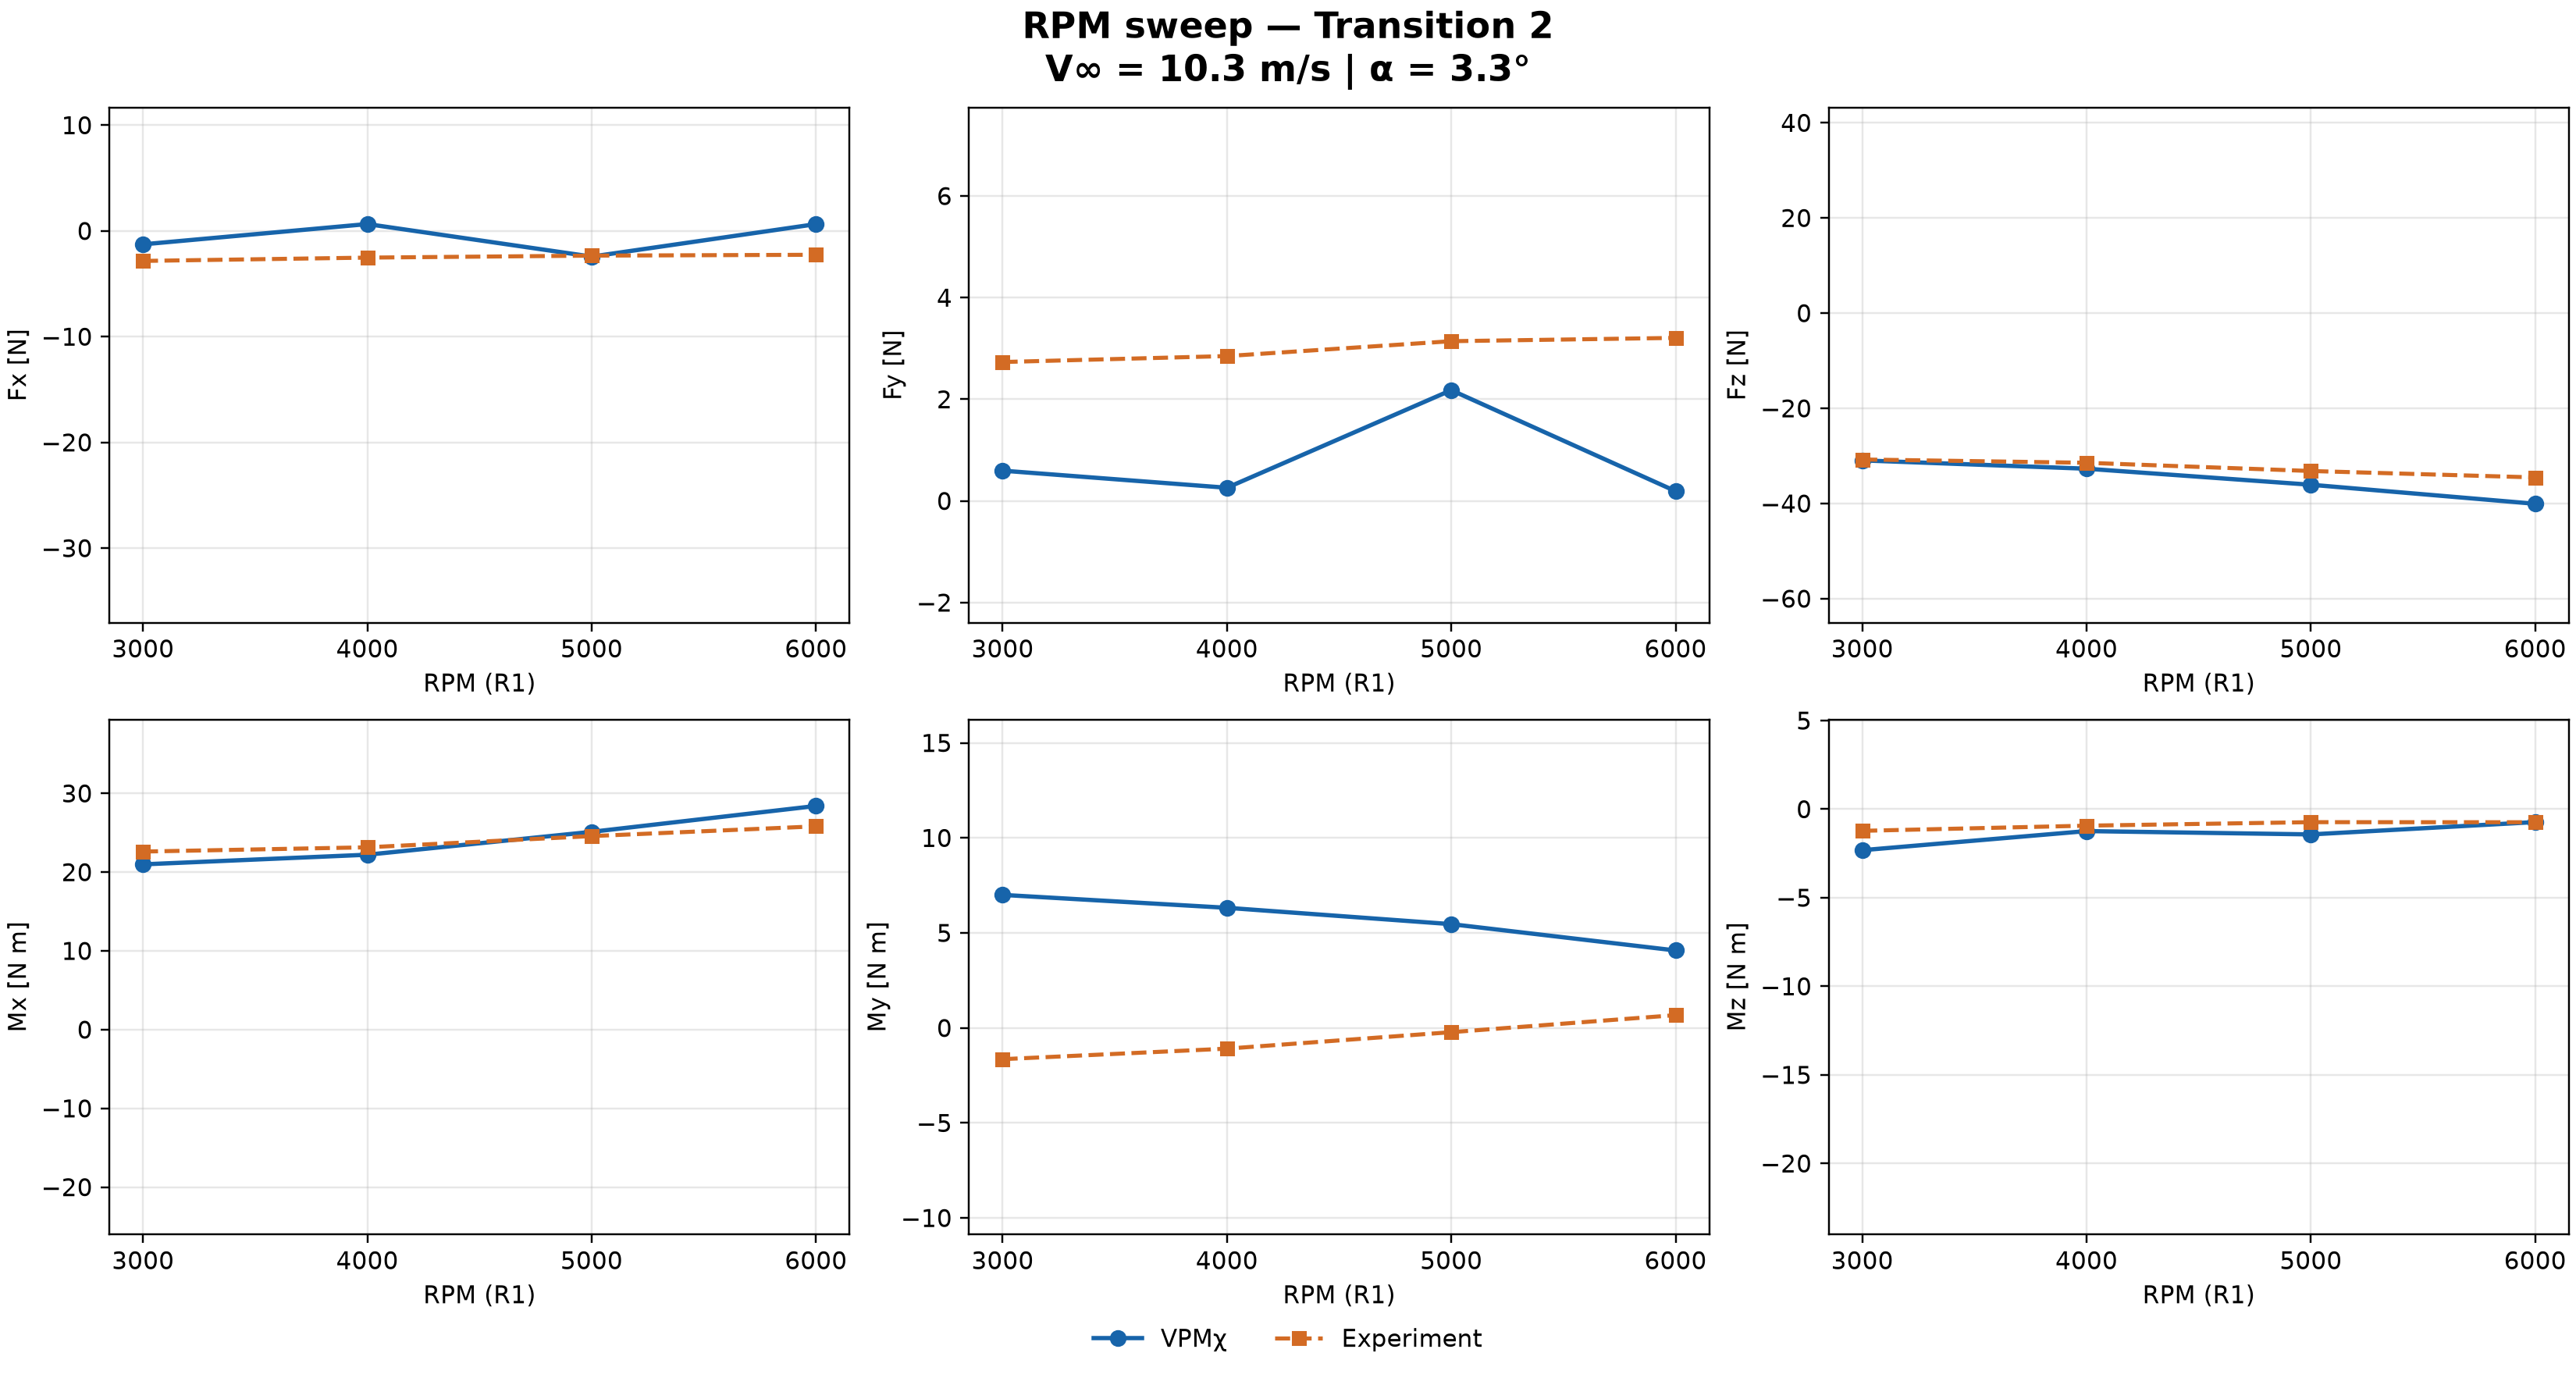 RPM sweep — Transition 2
V∞ = 10.3 m/s | α = 3.3°
10
0
−10
−20
−30
Fx [N]
3000 4000 5000 6000
RPM (R1)
6
4
2
0
−2
Fy [N]
3000 4000 5000 6000
RPM (R1)
40
20
0
−20
−40
−60
Fz [N]
3000 4000 5000 6000
RPM (R1)
30
20
10
0
−10
−20
Mx [N m]
3000 4000 5000 6000
RPM (R1)
15
10
5
0
−5
−10
My [N m]
3000 4000 5000 6000
RPM (R1)
5
0
−5
−10
−15
−20
Mz [N m]
3000 4000 5000 6000
RPM (R1)
VPMχ Experiment